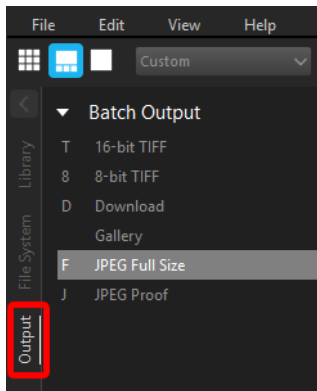 File Edit View Help
Custom
Batch Output
T 16-bit TIFF
8 8-bit TIFF
D Download
Gallery
F JPEG Full Size
J JPEG Proof
Library
File System
Output